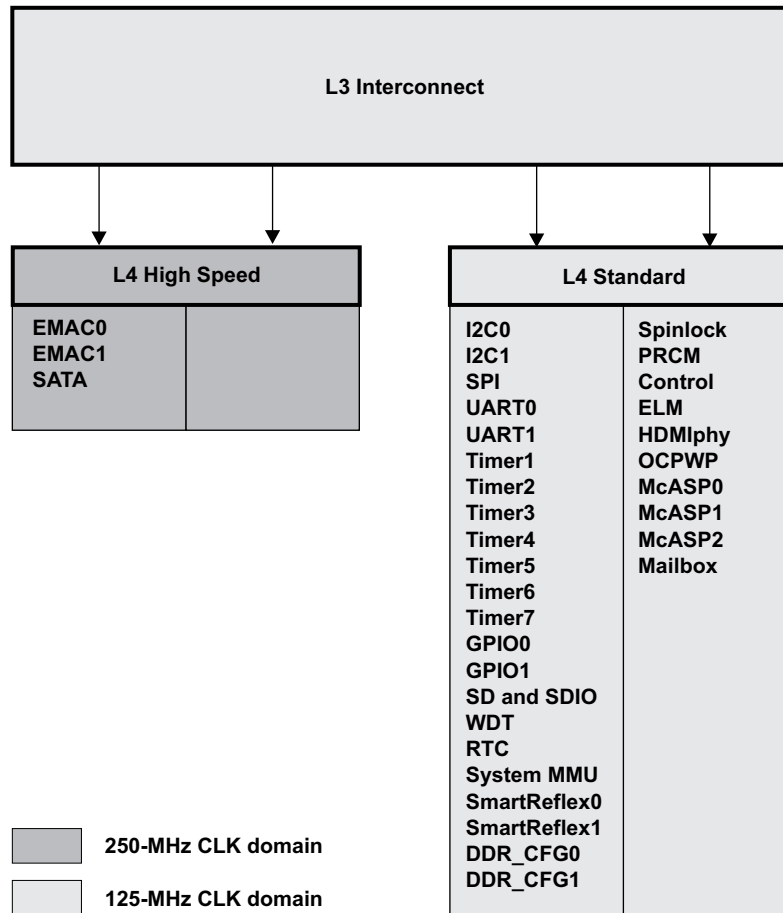 L3 Interconnect
L4 High Speed
EMAC0
EMAC1
SATA
L4 Standard
I2C0
I2C1
SPI
UART0
UART1
Timer1
Timer2
Timer3
Timer4
Timer5
Timer6
Timer7
GPIO0
GPIO1
SD and SDIO
WDT
RTC
System MMU
SmartReflex0
SmartReflex1
DDR_CFG0
DDR_CFG1
Spinlock
PRCM
Control
ELM
HDMIphy
OCPWP
McASP0
McASP1
McASP2
Mailbox
250-MHz CLK domain
125-MHz CLK domain